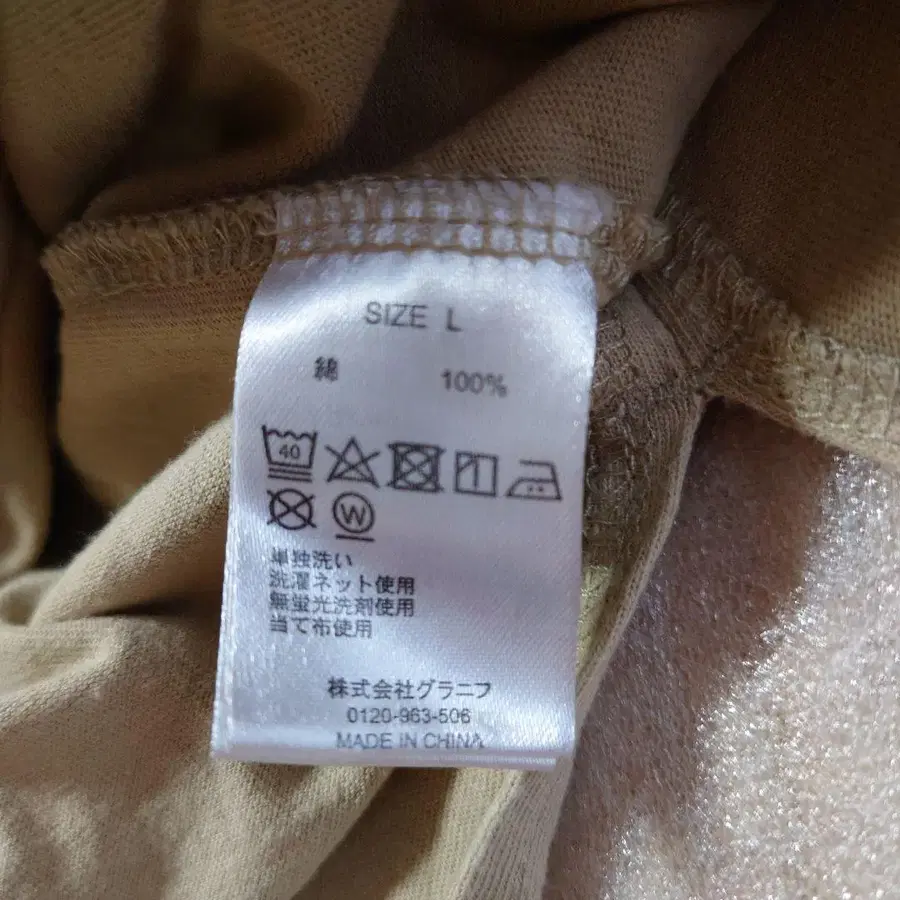 SIZE L
綿 100%
40
W
単独洗い
洗濯ネット使用
無蛍光洗剤使用
当て布使用
株式会社グラニフ
0120-963-506
MADE IN CHINA